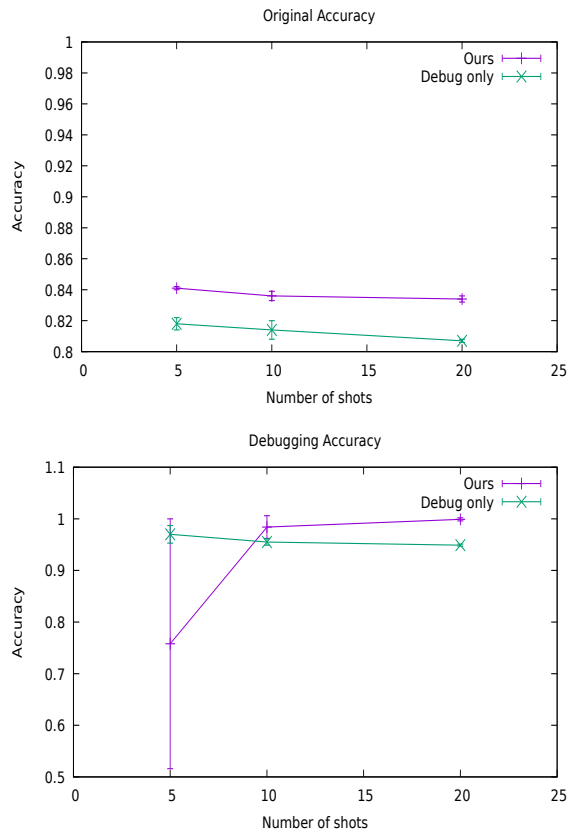 Original Accuracy
1
0.98
0.96
0.94
0.92
0.9
0.88
0.86
0.84
0.82
0.8
Accuracy
Ours
Debug only
0 5 10 15 20 25
Number of shots
Debugging Accuracy
1.1
1
0.9
0.8
0.7
0.6
0.5
Accuracy
Ours
Debug only
0 5 10 15 20 25
Number of shots